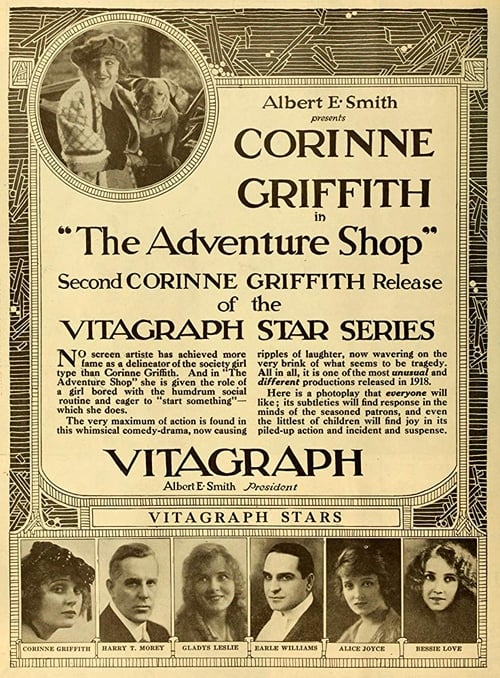 Albert E. Smith
presents
CORINNE
GRIFFITH
in
"The Adventure Shop"
Second CORINNE GRIFFITH Release
of the
VITAGRAPH STAR SERIES
NO screen artiste has achieved more
fame as a delineator of the society girl
type than Corinne Griffith. And in "The
Adventure Shop" she is given the role of
a girl bored with the humdrum social
routine and eager to "start something"—
which she does.
The very maximum of action is found in
this whimsical comedy-drama, now causing
ripples of laughter, now wavering on the
very brink of what seems to be tragedy.
All in all, it is one of the most unusual and
different productions released in 1918.
Here is a photoplay that everyone will
like; its subtleties will find response in the
minds of the seasoned patrons, and even
the littlest of children will find joy in its
piled-up action and incident and suspense.
VITAGRAPH
Albert E. Smith President
VITAGRAPH STARS
CORINNE GRIFFITH
HARRY T. MOREY
GLADYS LESLIE
EARLE WILLIAMS
ALICE JOYCE
BESSIE LOVE